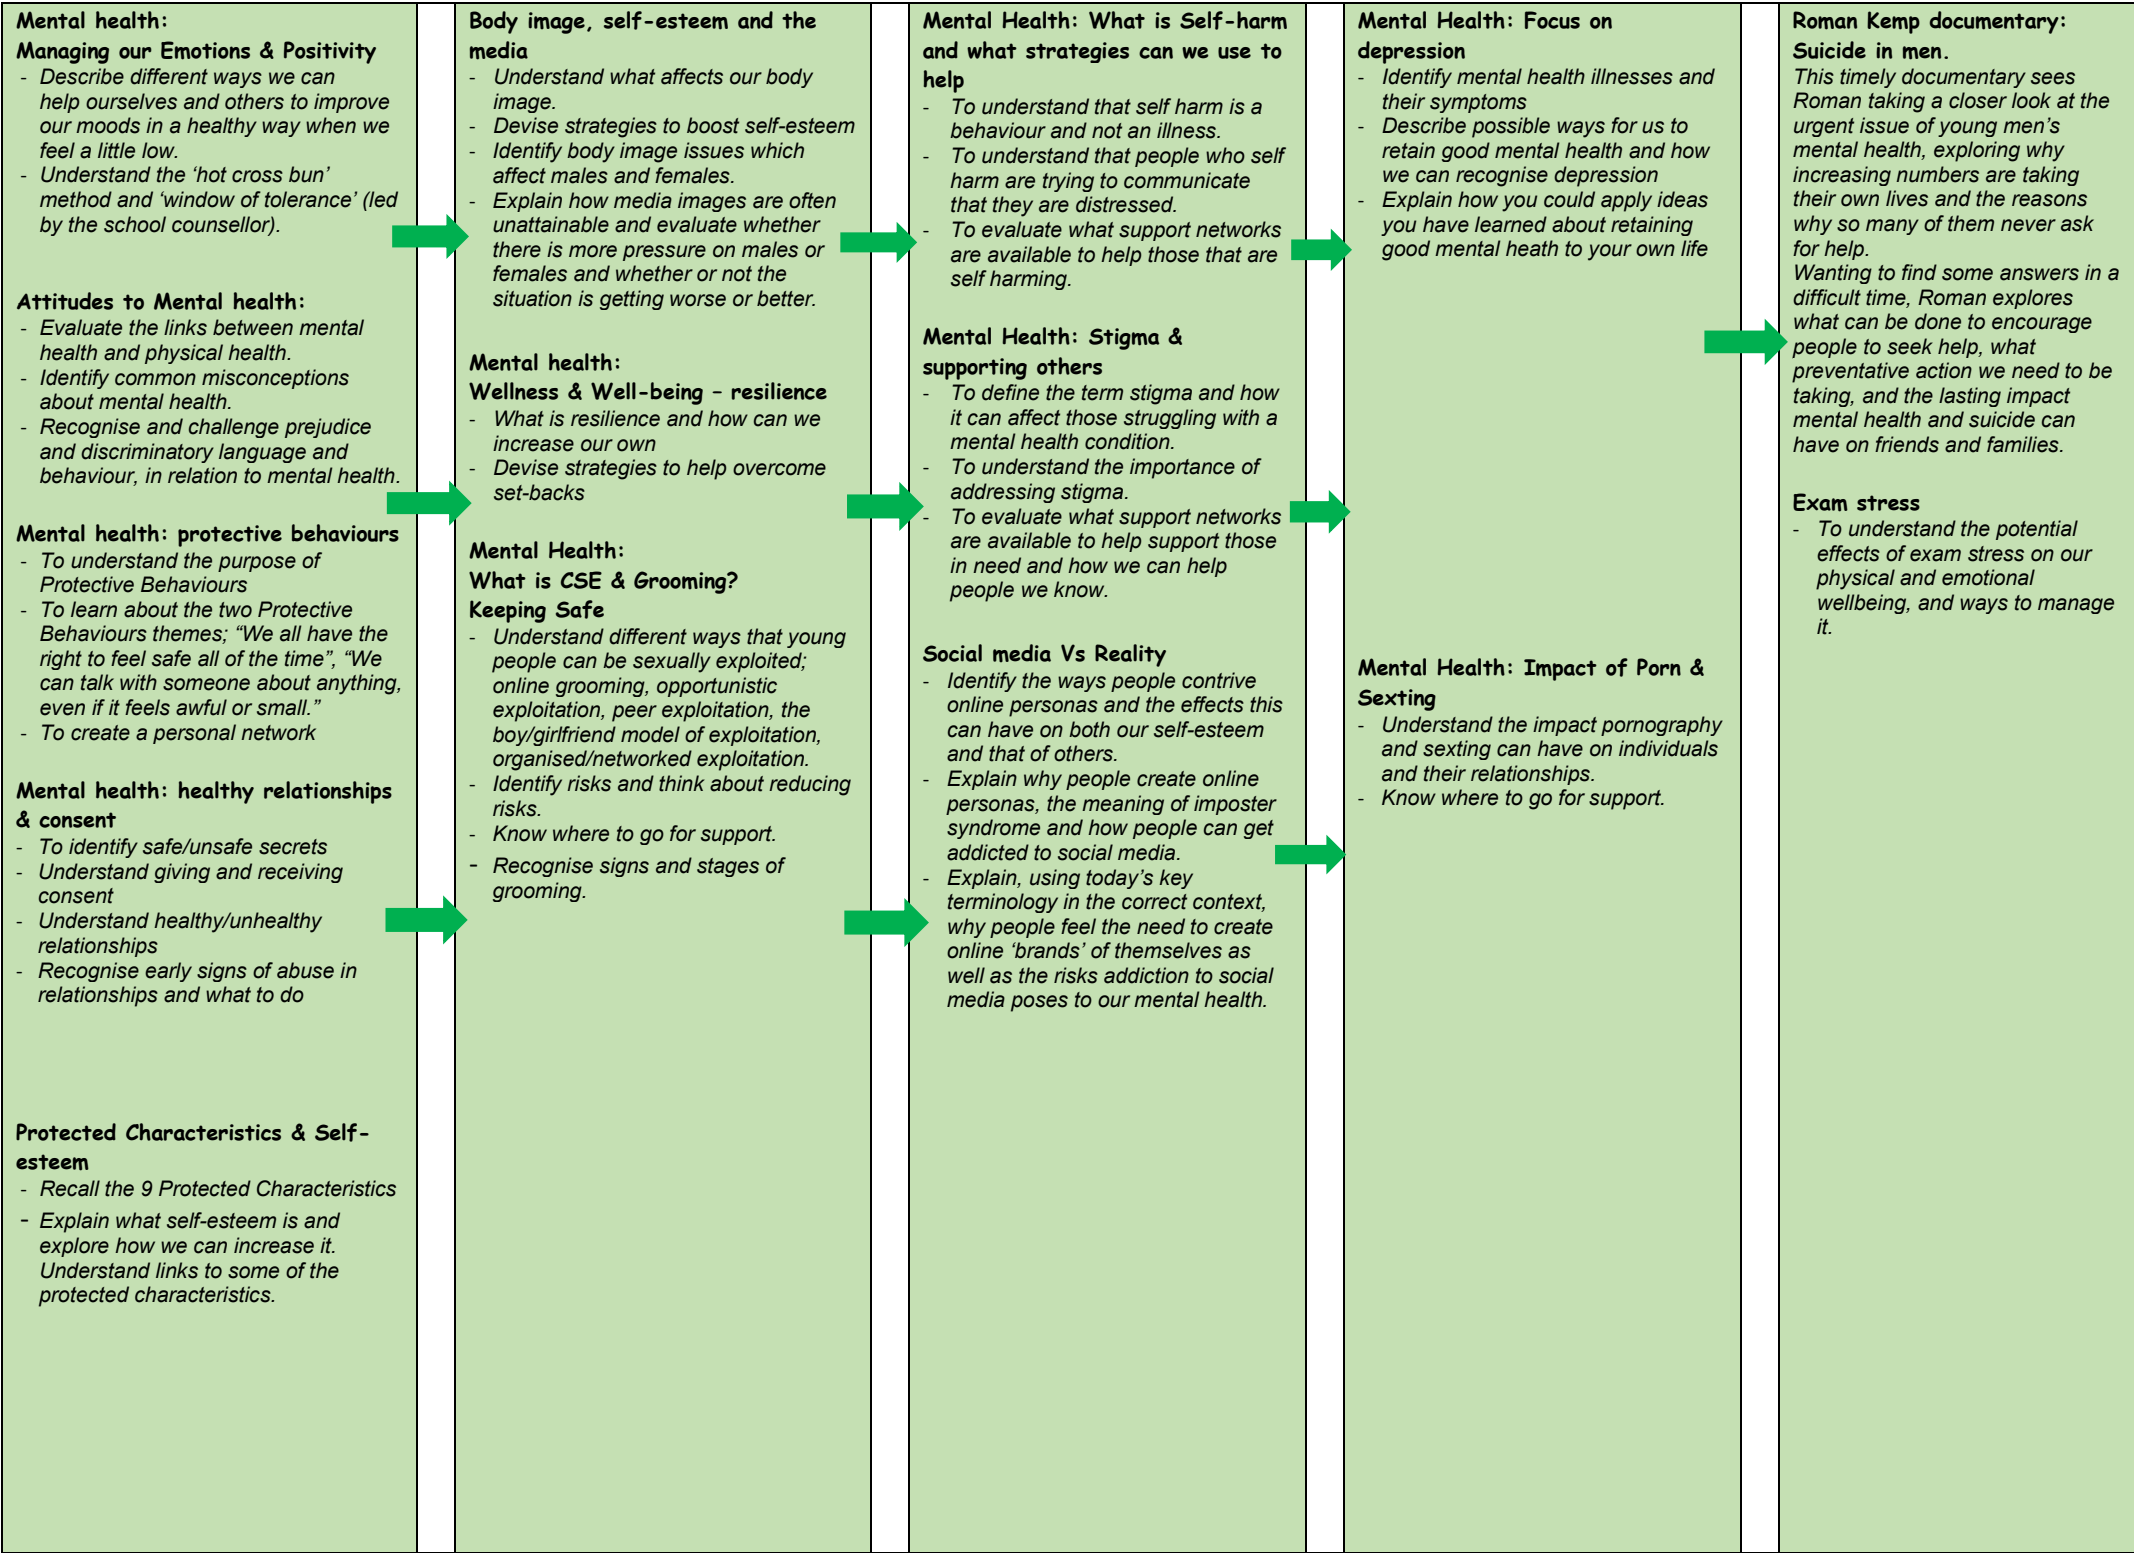 Mental health:
Managing our Emotions & Positivity
- Describe different ways we can
help ourselves and others to improve
our moods in a healthy way when we
feel a little low.
- Understand the ‘hot cross bun’
method and ‘window of tolerance’ (led
by the school counsellor).
Attitudes to Mental health:
- Evaluate the links between mental
health and physical health.
- Identify common misconceptions
about mental health.
- Recognise and challenge prejudice
and discriminatory language and
behaviour, in relation to mental health.
Mental health: protective behaviours
- To understand the purpose of
Protective Behaviours
- To learn about the two Protective
Behaviours themes; “We all have the
right to feel safe all of the time”, “We
can talk with someone about anything,
even if it feels awful or small.”
- To create a personal network
Mental health: healthy relationships
& consent
- To identify safe/unsafe secrets
- Understand giving and receiving
consent
- Understand healthy/unhealthy
relationships
- Recognise early signs of abuse in
relationships and what to do
Protected Characteristics & Self-
esteem
- Recall the 9 Protected Characteristics
- Explain what self-esteem is and
explore how we can increase it.
Understand links to some of the
protected characteristics.
Body image, self-esteem and the
media
- Understand what affects our body
image.
- Devise strategies to boost self-esteem
- Identify body image issues which
affect males and females.
- Explain how media images are often
unattainable and evaluate whether
there is more pressure on males or
females and whether or not the
situation is getting worse or better.
Mental health:
Wellness & Well-being – resilience
- What is resilience and how can we
increase our own
- Devise strategies to help overcome
set-backs
Mental Health:
What is CSE & Grooming?
Keeping Safe
- Understand different ways that young
people can be sexually exploited;
online grooming, opportunistic
exploitation, peer exploitation, the
boy/girlfriend model of exploitation,
organised/networked exploitation.
- Identify risks and think about reducing
risks.
- Know where to go for support.
- Recognise signs and stages of
grooming.
Mental Health: What is Self-harm
and what strategies can we use to
help
- To understand that self harm is a
behaviour and not an illness.
- To understand that people who self
harm are trying to communicate
that they are distressed.
- To evaluate what support networks
are available to help those that are
self harming.
Mental Health: Stigma &
supporting others
- To define the term stigma and how
it can affect those struggling with a
mental health condition.
- To understand the importance of
addressing stigma.
- To evaluate what support networks
are available to help support those
in need and how we can help
people we know.
Social media Vs Reality
- Identify the ways people contrive
online personas and the effects this
can have on both our self-esteem
and that of others.
- Explain why people create online
personas, the meaning of imposter
syndrome and how people can get
addicted to social media.
- Explain, using today’s key
terminology in the correct context,
why people feel the need to create
online ‘brands’ of themselves as
well as the risks addiction to social
media poses to our mental health.
Mental Health: Focus on
depression
- Identify mental health illnesses and
their symptoms
- Describe possible ways for us to
retain good mental health and how
we can recognise depression
- Explain how you could apply ideas
you have learned about retaining
good mental heath to your own life
Mental Health: Impact of Porn &
Sexting
- Understand the impact pornography
and sexting can have on individuals
and their relationships.
- Know where to go for support.
Roman Kemp documentary:
Suicide in men.
This timely documentary sees
Roman taking a closer look at the
urgent issue of young men’s
mental health, exploring why
increasing numbers are taking
their own lives and the reasons
why so many of them never ask
for help.
Wanting to find some answers in a
difficult time, Roman explores
what can be done to encourage
people to seek help, what
preventative action we need to be
taking, and the lasting impact
mental health and suicide can
have on friends and families.
Exam stress
- To understand the potential
effects of exam stress on our
physical and emotional
wellbeing, and ways to manage
it.